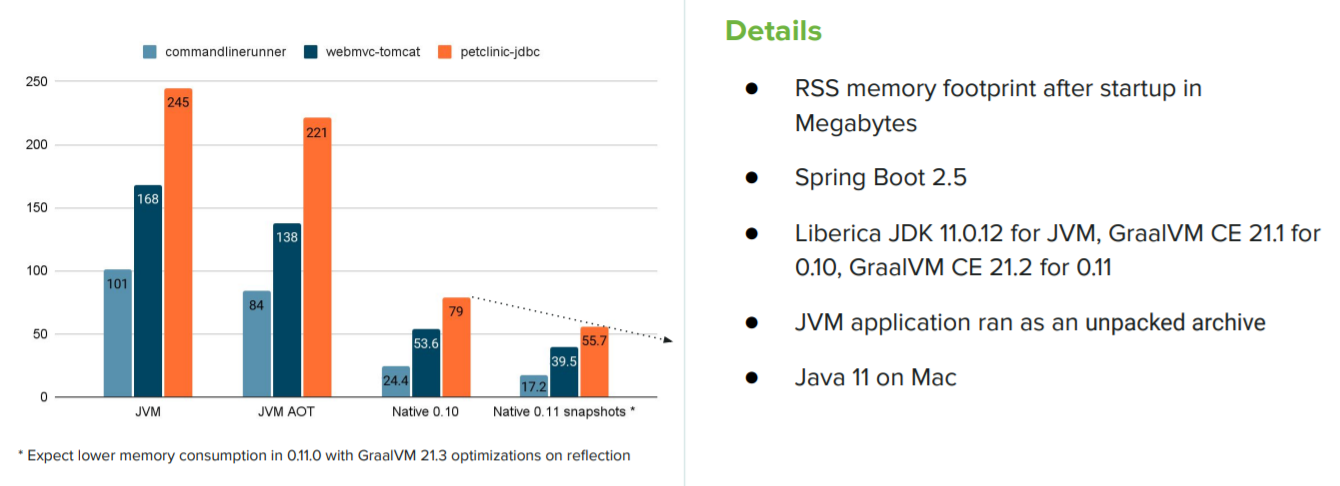 commandlinerunner webmvc-tomcat petclinic-jdbc
250
200
150
100
50
0
101
168
245
84
138
221
24.4
53.6
79
17.2
39.5
55.7
JVM
JVM AOT
Native 0.10
Native 0.11 snapshots *
* Expect lower memory consumption in 0.11.0 with GraalVM 21.3 optimizations on reflection
Details
● RSS memory footprint after startup in
Megabytes
● Spring Boot 2.5
● Liberica JDK 11.0.12 for JVM, GraalVM CE 21.1 for
0.10, GraalVM CE 21.2 for 0.11
● JVM application ran as an unpacked archive
● Java 11 on Mac